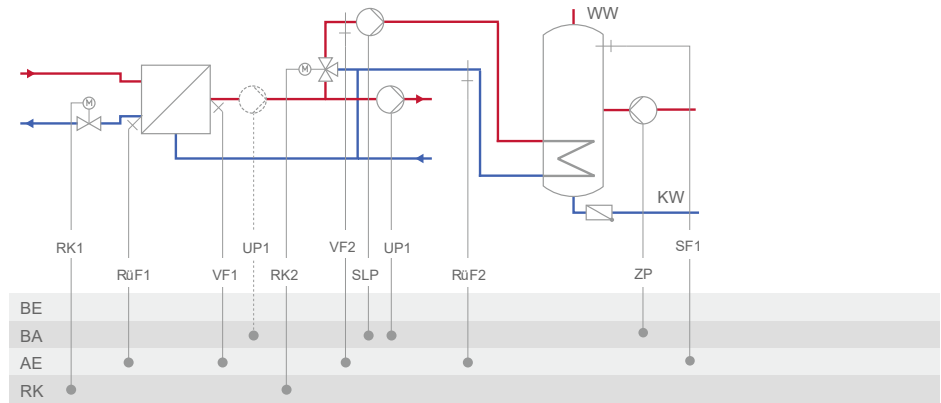 WW
M
M
KW
RK1 UP1 VF2 UP1 SF1
RüF1 VF1 RK2 SLP RüF2 ZP
BE
BA
AE
RK